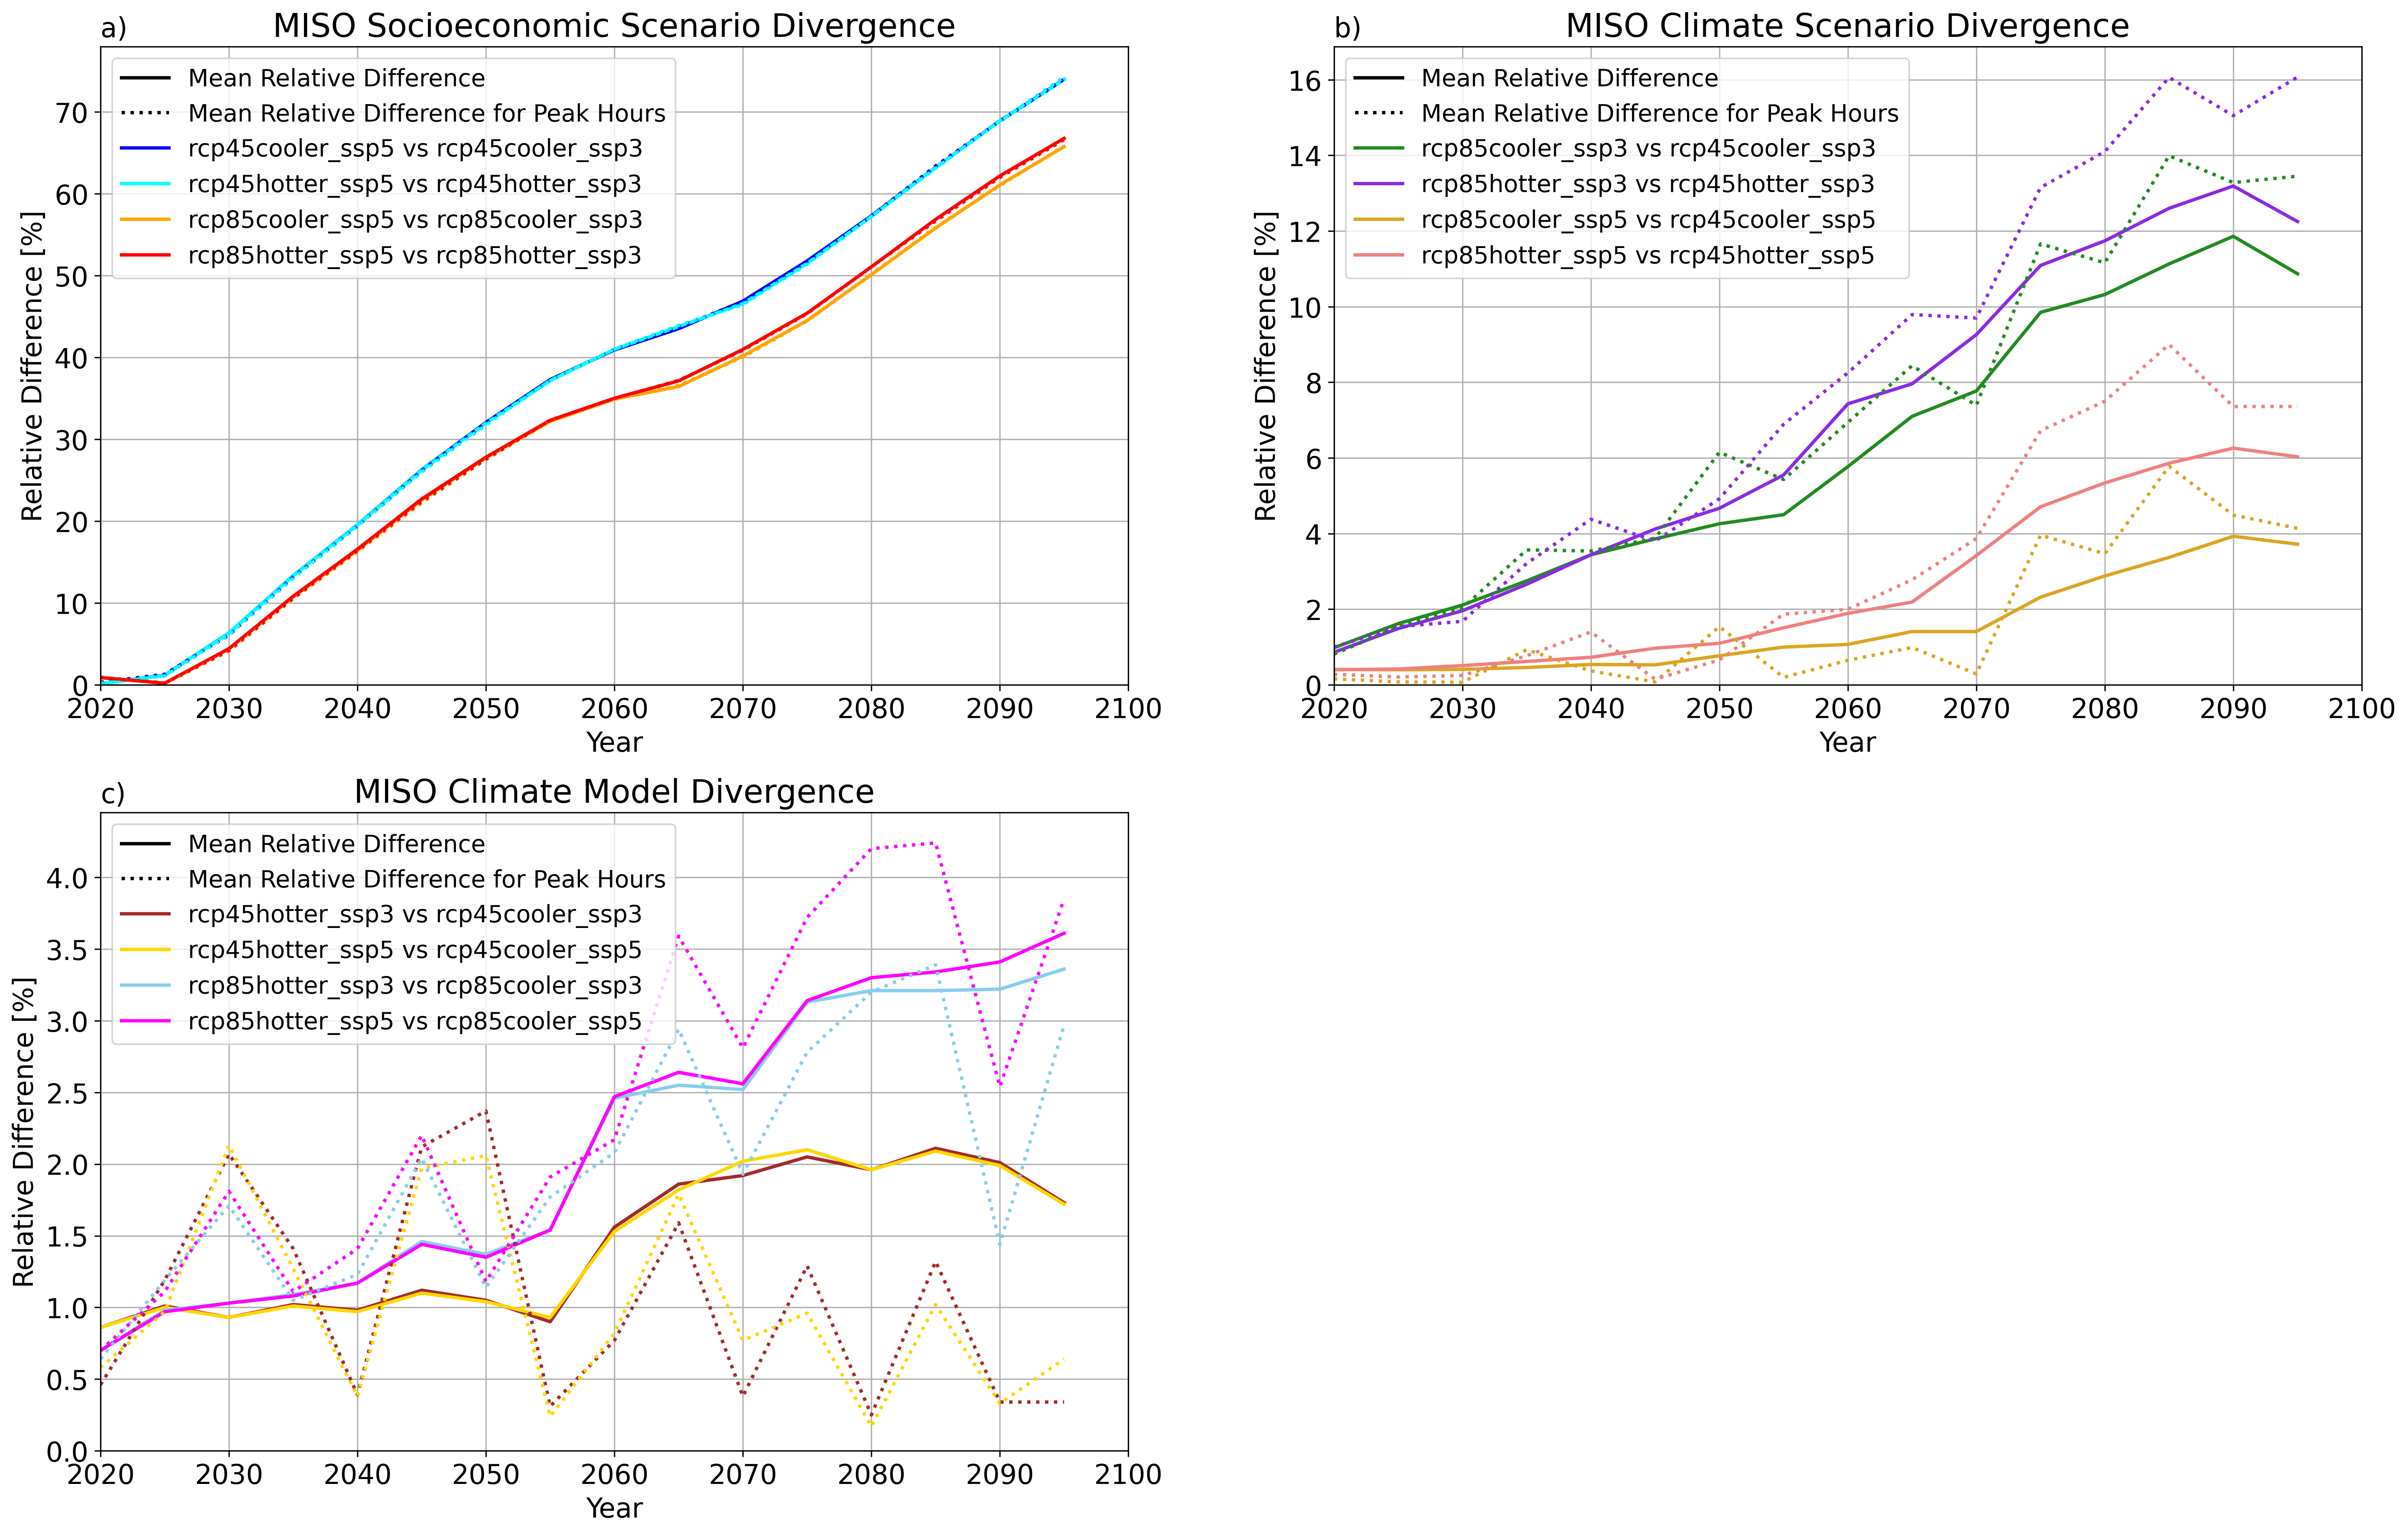 a)
MISO Socioeconomic Scenario Divergence
Mean Relative Difference
Mean Relative Difference for Peak Hours
rcp45cooler_ssp5 vs rcp45cooler_ssp3
rcp45hotter_ssp5 vs rcp45hotter_ssp3
rcp85cooler_ssp5 vs rcp85cooler_ssp3
rcp85hotter_ssp5 vs rcp85hotter_ssp3
Relative Difference [%]
70
60
50
40
30
20
10
0
2020 2030 2040 2050 2060 2070 2080 2090 2100
Year
b)
MISO Climate Scenario Divergence
Mean Relative Difference
Mean Relative Difference for Peak Hours
rcp85cooler_ssp3 vs rcp45cooler_ssp3
rcp85hotter_ssp3 vs rcp45hotter_ssp3
rcp85cooler_ssp5 vs rcp45cooler_ssp5
rcp85hotter_ssp5 vs rcp45hotter_ssp5
Relative Difference [%]
16
14
12
10
8
6
4
2
0
2020 2030 2040 2050 2060 2070 2080 2090 2100
Year
c)
MISO Climate Model Divergence
Mean Relative Difference
Mean Relative Difference for Peak Hours
rcp45hotter_ssp3 vs rcp45cooler_ssp3
rcp45hotter_ssp5 vs rcp45cooler_ssp5
rcp85hotter_ssp3 vs rcp85cooler_ssp3
rcp85hotter_ssp5 vs rcp85cooler_ssp5
Relative Difference [%]
4.0
3.5
3.0
2.5
2.0
1.5
1.0
0.5
0.0
2020 2030 2040 2050 2060 2070 2080 2090 2100
Year